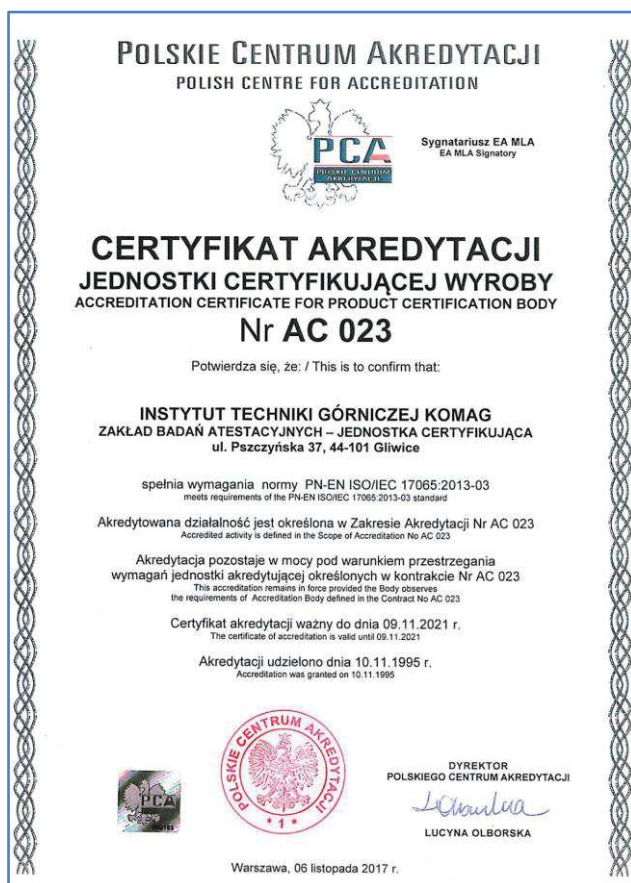 POLSKIE CENTRUM AKREDYTACJI
POLISH CENTRE FOR ACCREDITATION
PCA
POLSKIE CENTRUM
AKREDYTACJI
Sygnatariusz EA MLA
EA MLA Signatory
CERTYFIKAT AKREDYTACJI
JEDNOSTKI CERTYFIKUJĄCEJ WYROBY
ACCREDITATION CERTIFICATE FOR PRODUCT CERTIFICATION BODY
Nr AC 023
Potwierdza się, że: / This is to confirm that:
INSTYTUT TECHNIKI GÓRNICZEJ KOMAG
ZAKŁAD BADAŃ ATESTACYJNYCH – JEDNOSTKA CERTYFIKUJĄCA
ul. Pszczyńska 37, 44-101 Gliwice
spełnia wymagania normy PN-EN ISO/IEC 17065:2013-03
meets requirements of the PN-EN ISO/IEC 17065:2013-03 standard
Akredytowana działalność jest określona w Zakresie Akredytacji Nr AC 023
Accredited activity is defined in the Scope of Accreditation No AC 023
Akredytacja pozostaje w mocy pod warunkiem przestrzegania
wymagań jednostki akredytującej określonych w kontrakcie Nr AC 023
This accreditation remains in force provided the Body observes
the requirements of Accreditation Body defined in the Contract No AC 023
Certyfikat akredytacji ważny do dnia 09.11.2021 r.
The certificate of accreditation is valid until 09.11.2021
Akredytacji udzielono dnia 10.11.1995 r.
Accreditation was granted on 10.11.1995
POLSKIE CENTRUM AKREDYTACJI
* 1 *
PCA
DYREKTOR
POLSKIEGO CENTRUM AKREDYTACJI
LUCYNA OLBORSKA
Warszawa, 06 listopada 2017 r.